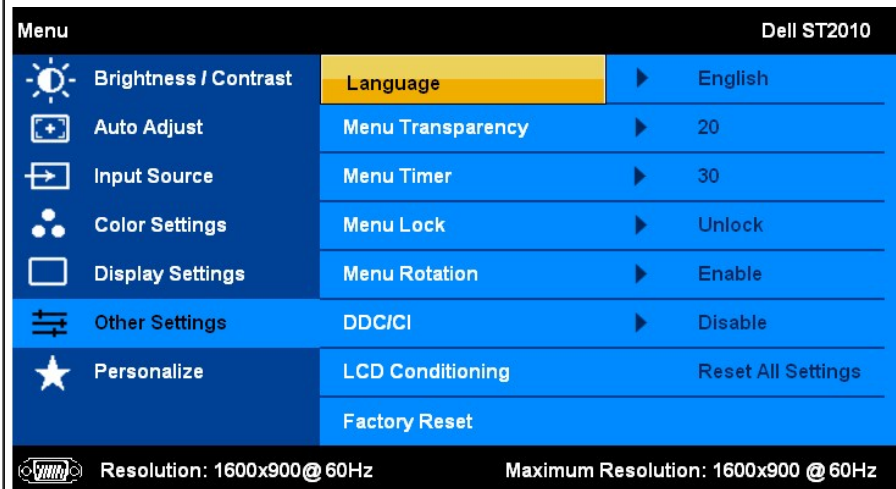 Menu Dell ST2010
Brightness / Contrast Language English
Auto Adjust Menu Transparency 20
Input Source Menu Timer 30
Color Settings Menu Lock Unlock
Display Settings Menu Rotation Enable
Other Settings DDC/CI Disable
Personalize LCD Conditioning Reset All Settings
Factory Reset
Resolution: 1600x900@60Hz Maximum Resolution: 1600x900 @60Hz